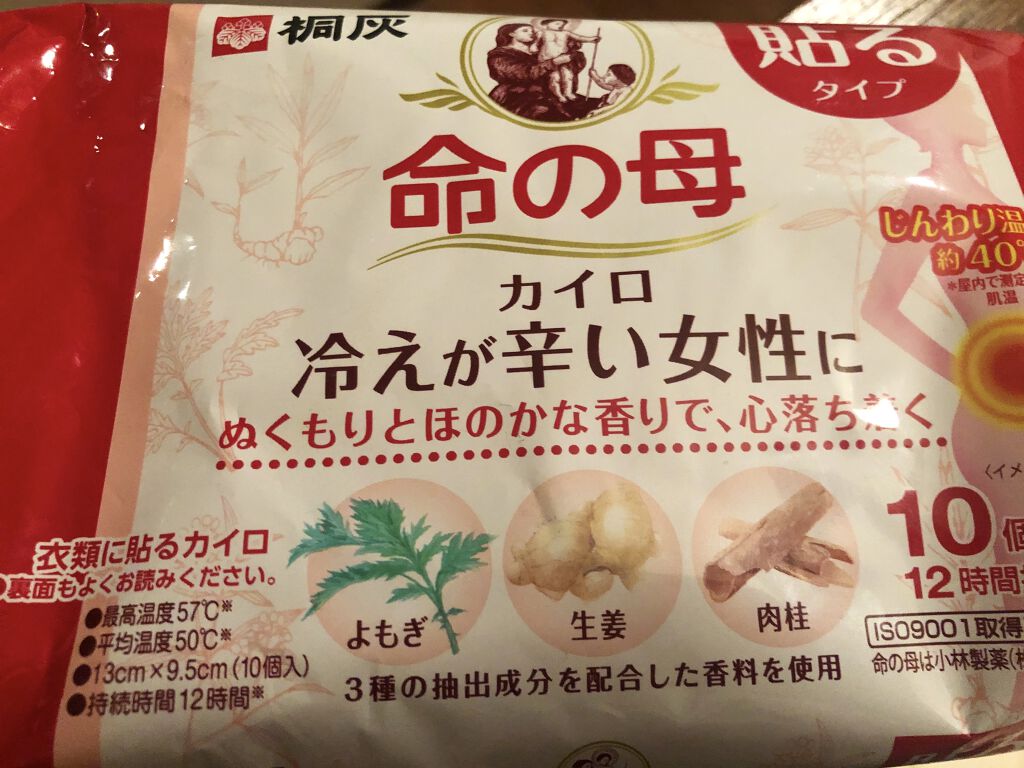 桐灰
貼る
タイプ
命の母
カイロ
冷えが辛い女性に
ぬくもりとほのかな香りで、心落ち着く
じんわり温
約40°
*屋内で測定
肌温
〈イメ
10個
12時間
ISO9001取得
命の母は小林製薬(株
衣類に貼るカイロ
●裏面もよくお読みください。
●最高温度57℃※
●平均温度50℃※
●13cm×9.5cm(10個入)
●持続時間12時間※
よもぎ
生姜
肉桂
3種の抽出成分を配合した香料を使用